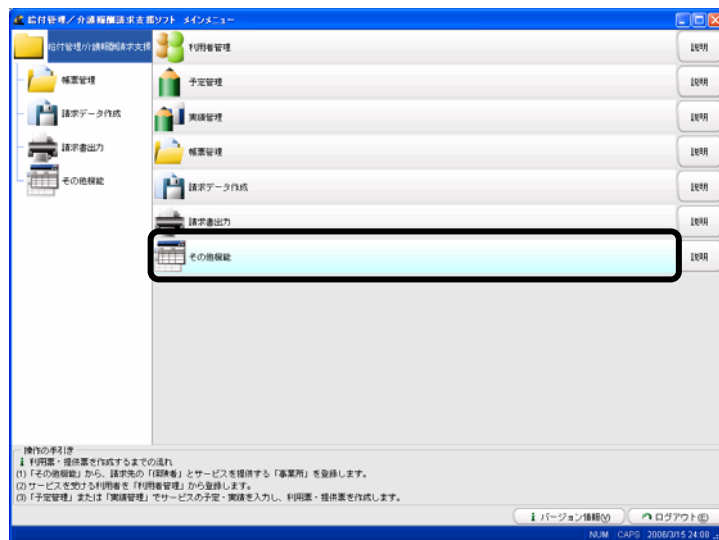 給付管理／介護報酬請求支援ソフト メインメニュー
給付管理/介護報酬請求支援
帳票管理
請求データ作成
請求書出力
その他機能
利用者管理 説明
予定管理 説明
実績管理 説明
帳票管理 説明
請求データ作成 説明
請求書出力 説明
その他機能 説明
操作の手引き
利用票・提供票を作成するまでの流れ
(1)「その他機能」から、請求先の「保険者」とサービスを提供する「事業所」を登録します。
(2)サービスを受ける利用者を「利用者管理」から登録します。
(3)「予定管理」または「実績管理」でサービスの予定・実績を入力し、利用票・提供票を作成します。
バージョン情報(V) ログアウト(E)
NUM CAPS 2006/3/15 24:08